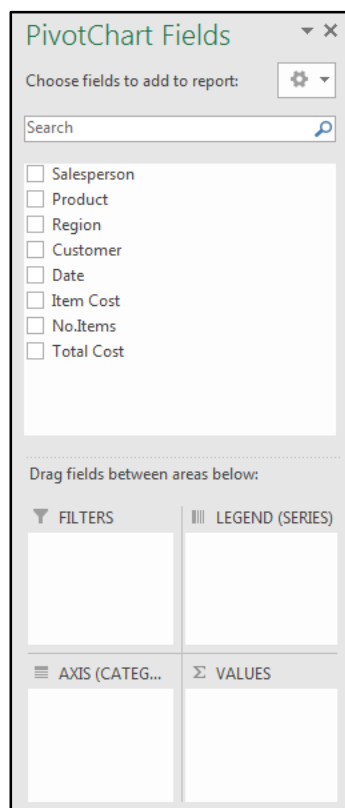 PivotChart Fields
Choose fields to add to report:
Search
Salesperson
Product
Region
Customer
Date
Item Cost
No.Items
Total Cost
Drag fields between areas below:
FILTERS
LEGEND (SERIES)
AXIS (CATEG...
Σ VALUES